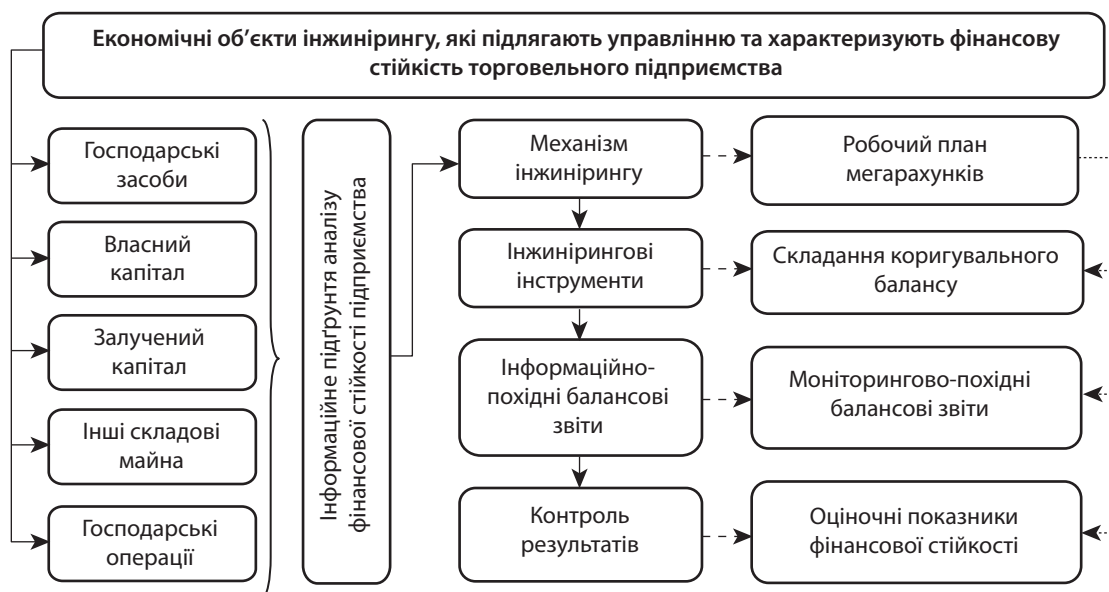 Економічні об’єкти інжинірингу, які підлягають управлінню та характеризують фінансову
стійкість торговельного підприємства
Господарські
засоби
Власний
капітал
Залучений
капітал
Інші складові
майна
Господарські
операції
Інформаційне підґрунтя аналізу
фінансової стійкості підприємства
Механізм
інжинірингу
Інжинірингові
інструменти
Інформаційно-
похідні балансові
звіти
Контроль
результатів
Робочий план
мегарахунків
Складання коригувального
балансу
Моніторингово-похідні
балансові звіти
Оціночні показники
фінансової стійкості